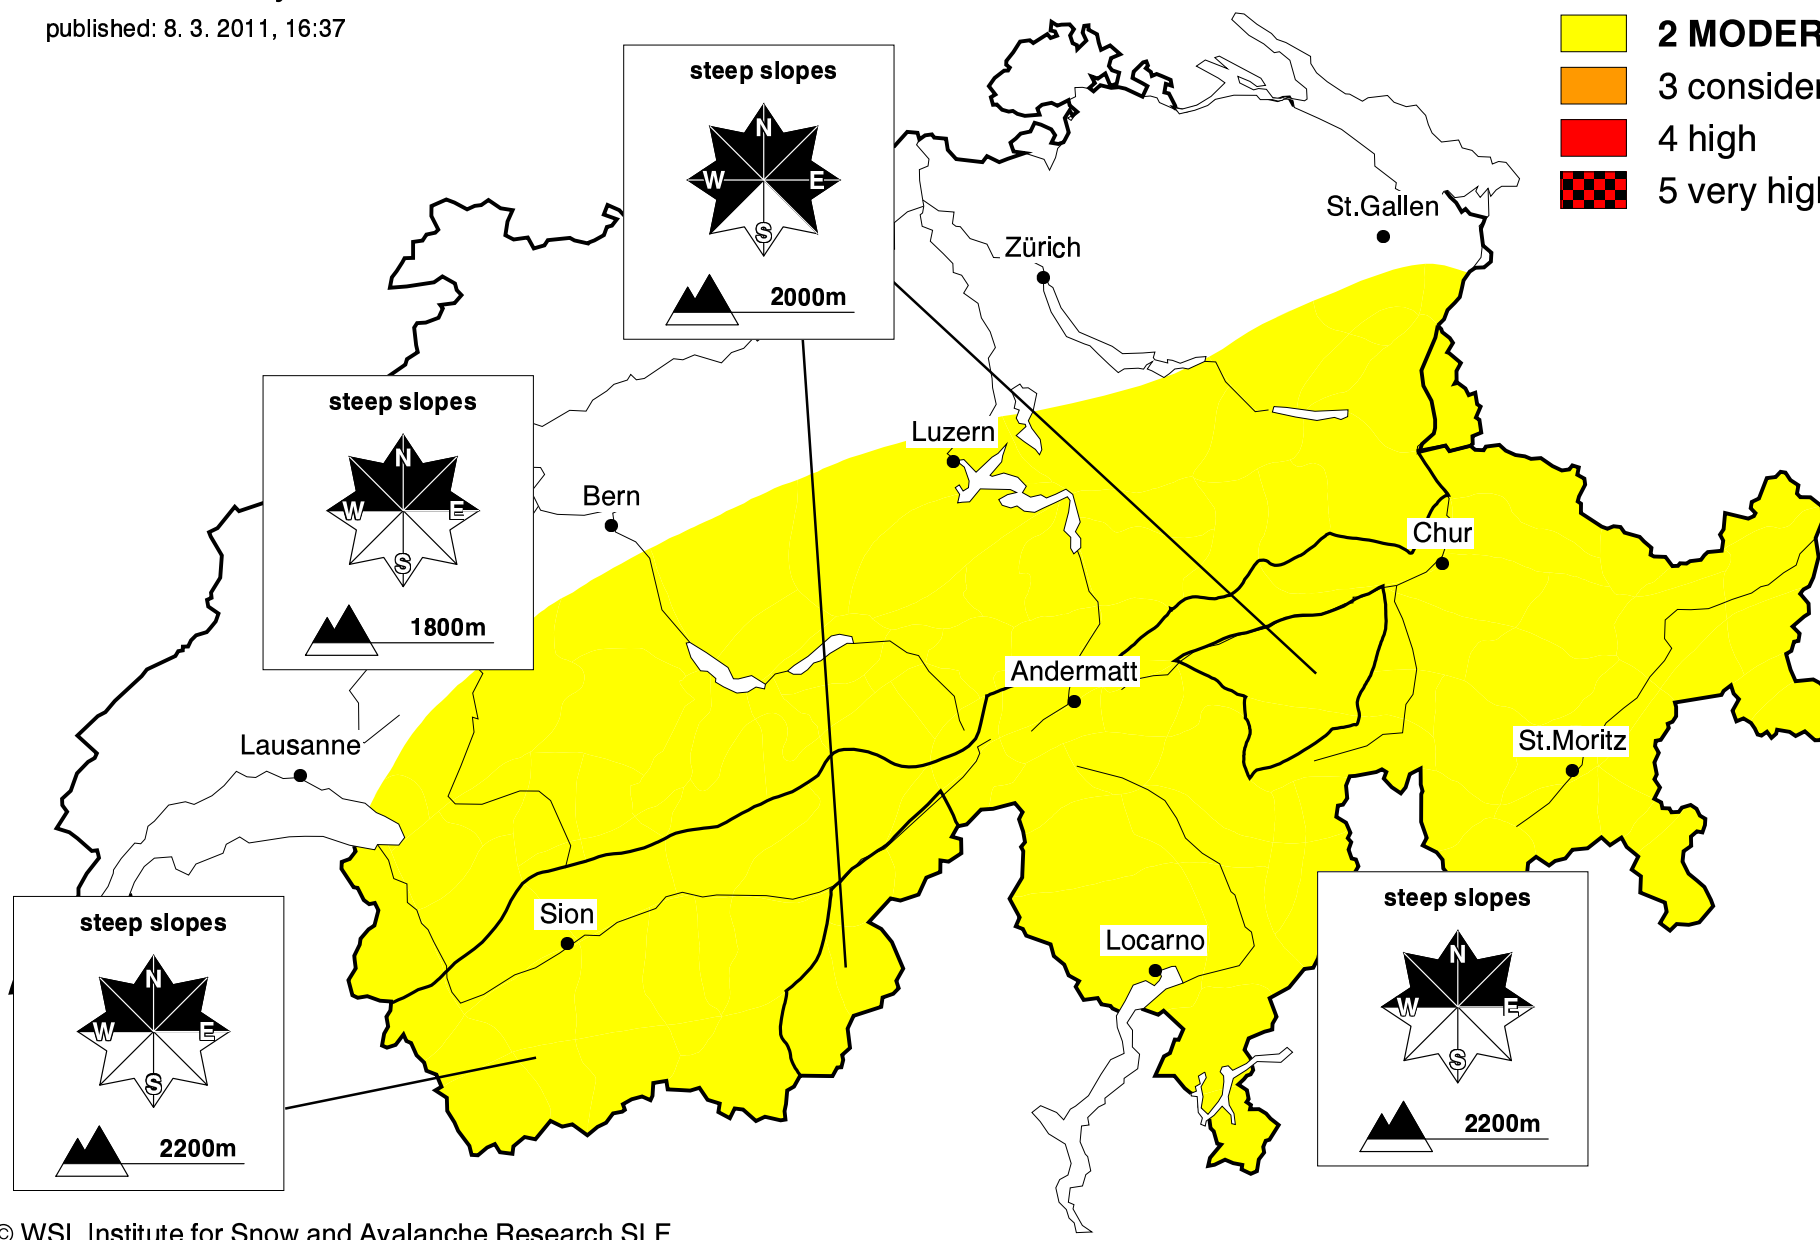 published: 8. 3. 2011, 16:37
2 MODER
3 consider
4 high
5 very high
steep slopes
N
W E
S
2000m
St.Gallen
Zürich
steep slopes
N
W E
S
1800m
Luzern
Bern
Chur
Andermatt
Lausanne
St.Moritz
Sion
Locarno
steep slopes
N
W E
S
2200m
steep slopes
N
W E
S
2200m
© WSL Institute for Snow and Avalanche Research SLF